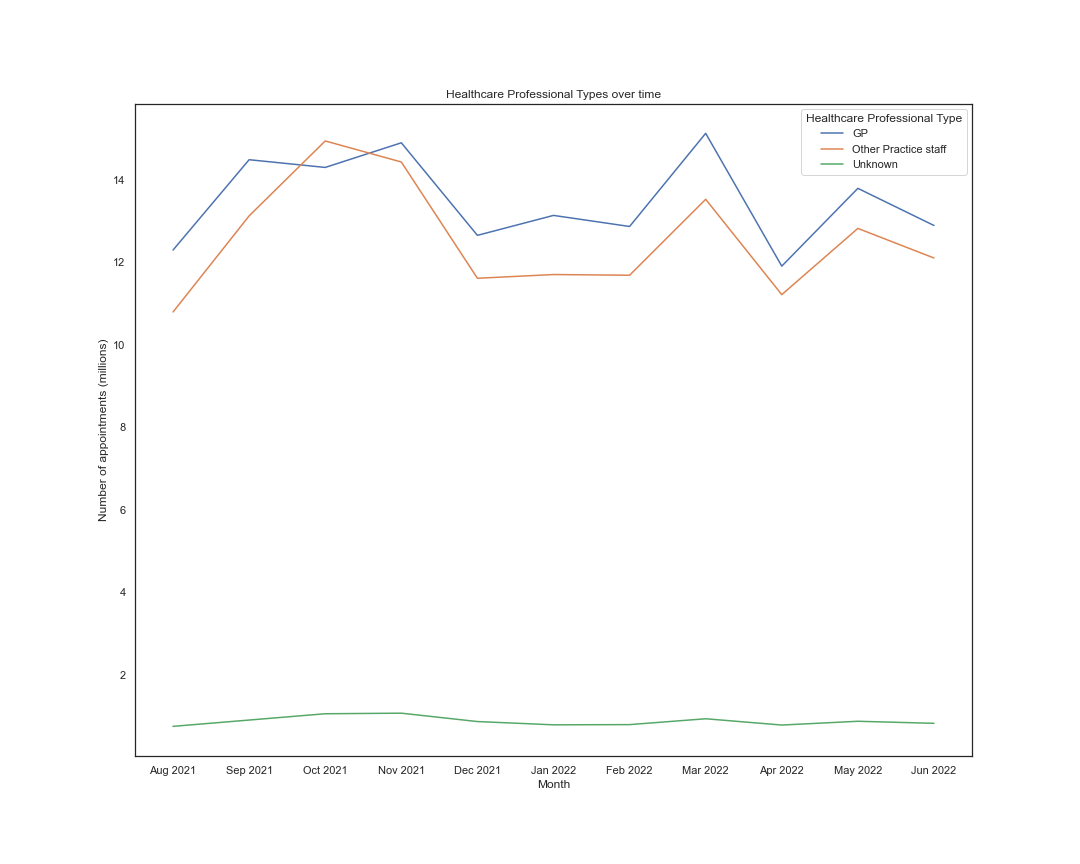 Healthcare Professional Types over time
Healthcare Professional Type
GP
Other Practice staff
Unknown
Number of appointments (millions)
14
12
10
8
6
4
2
Aug 2021 Sep 2021 Oct 2021 Nov 2021 Dec 2021 Jan 2022 Feb 2022 Mar 2022 Apr 2022 May 2022 Jun 2022
Month